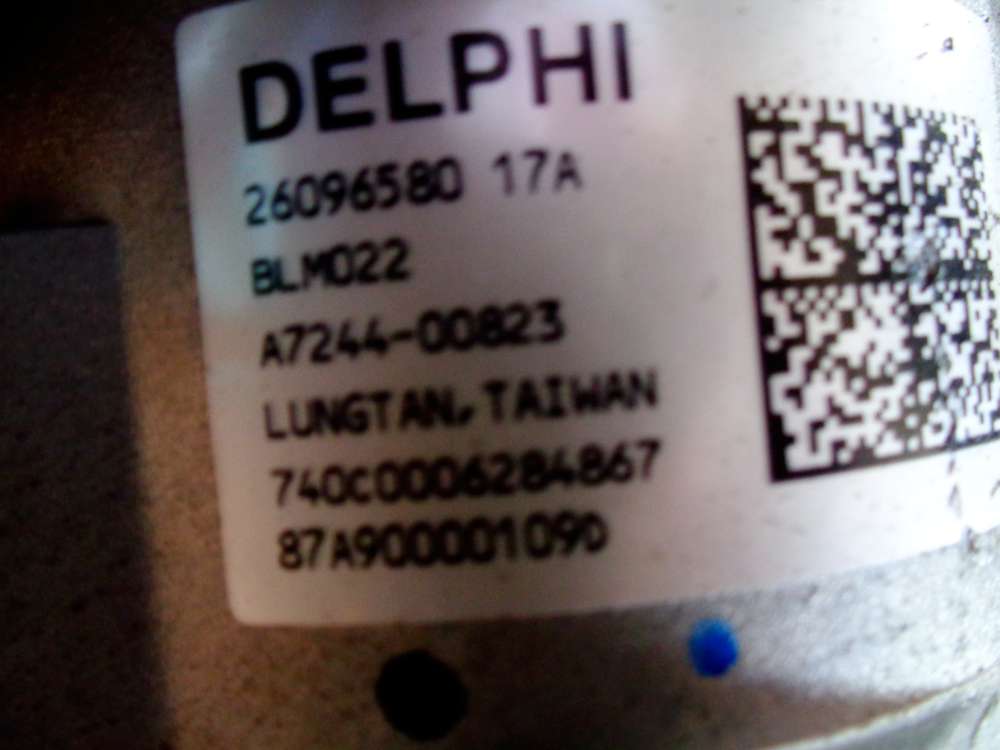 DELPHI
26096580 17A
BLM022
A7244-00823
LUNGTAN,TAIWAN
740C0006284867
87A900001090